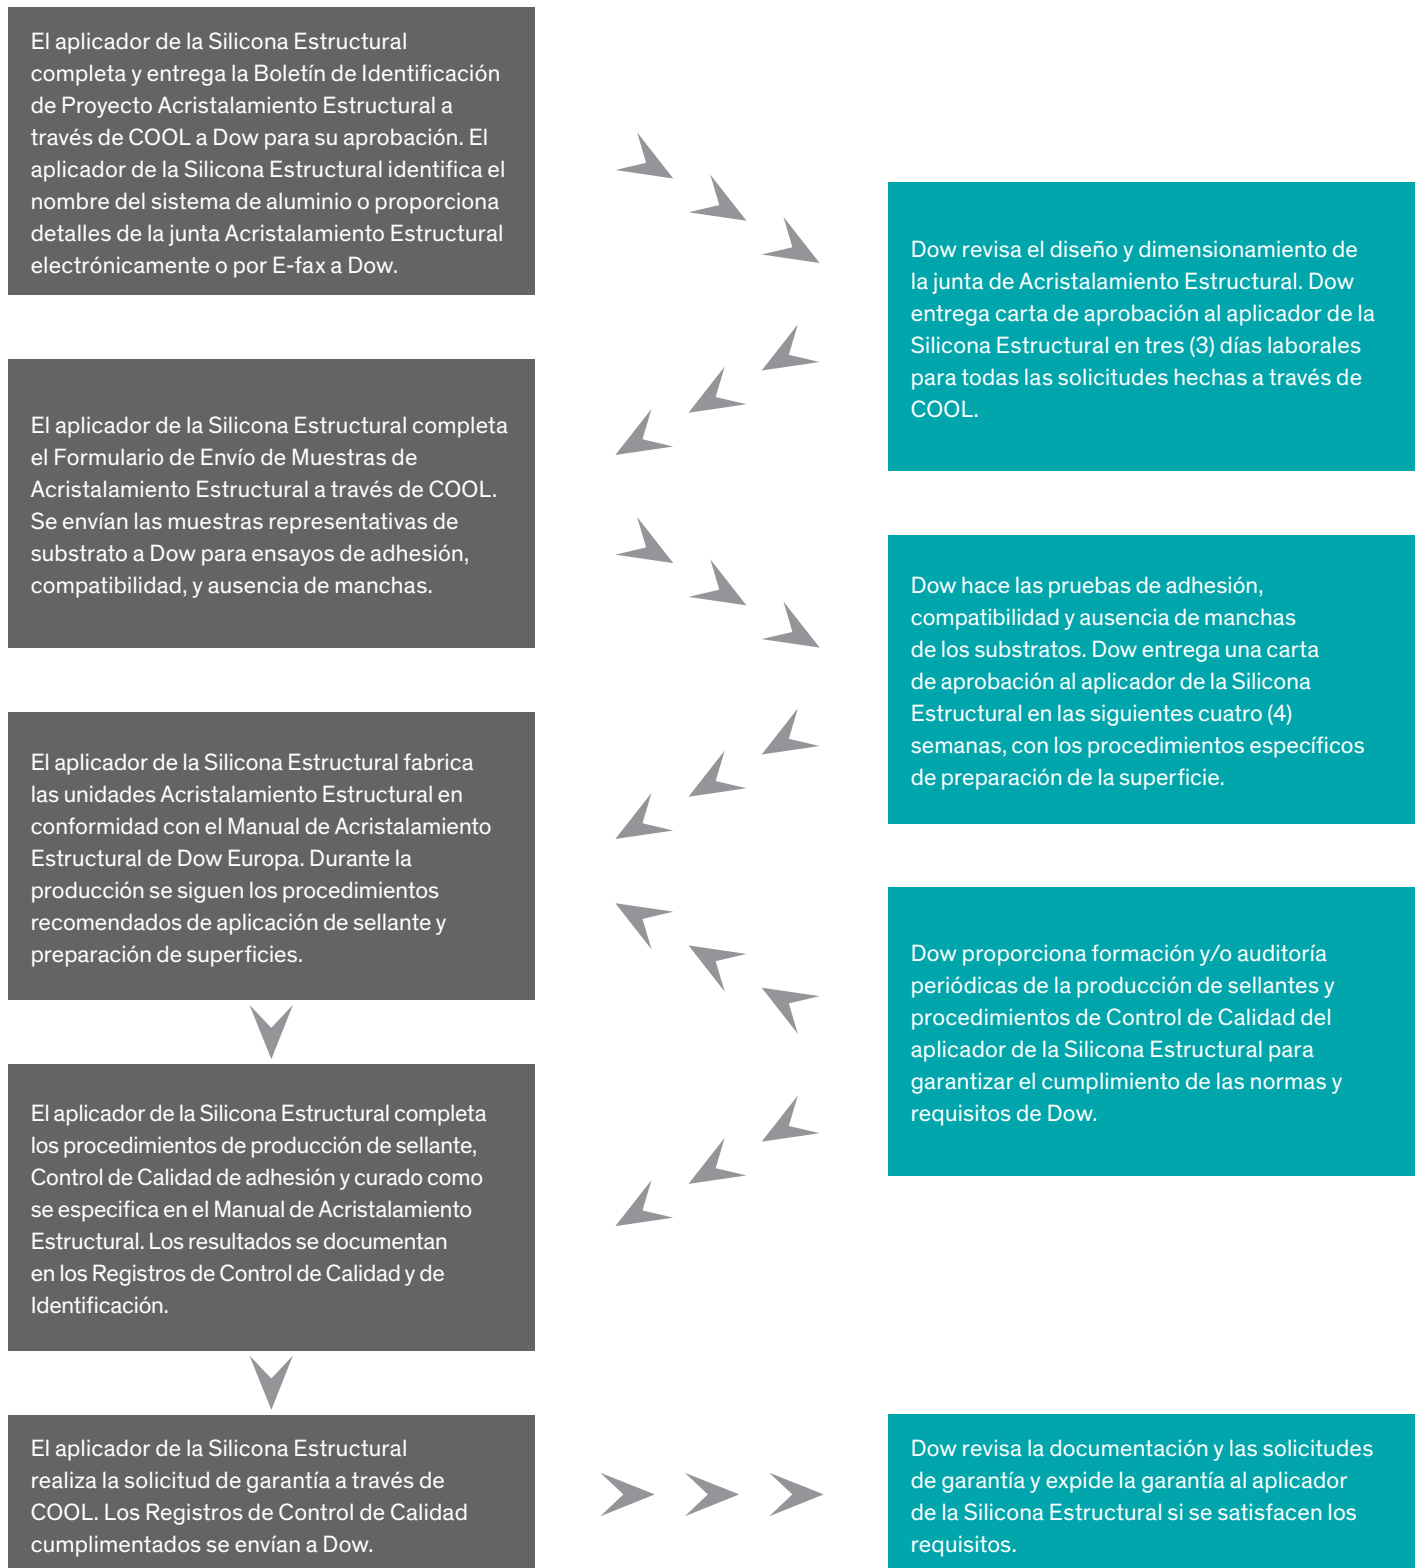 El aplicador de la Silicona Estructural
completa y entrega la Boletín de Identificación
de Proyecto Acristalamiento Estructural a
través de COOL a Dow para su aprobación. El
aplicador de la Silicona Estructural identifica el
nombre del sistema de aluminio o proporciona
detalles de la junta Acristalamiento Estructural
electrónicamente o por E-fax a Dow.
Dow revisa el diseño y dimensionamiento de
la junta de Acristalamiento Estructural. Dow
entrega carta de aprobación al aplicador de la
Silicona Estructural en tres (3) días laborales
para todas las solicitudes hechas a través de
COOL.
El aplicador de la Silicona Estructural completa
el Formulario de Envío de Muestras de
Acristalamiento Estructural a través de COOL.
Se envían las muestras representativas de
substrato a Dow para ensayos de adhesión,
compatibilidad, y ausencia de manchas.
Dow hace las pruebas de adhesión,
compatibilidad y ausencia de manchas
de los substratos. Dow entrega una carta
de aprobación al aplicador de la Silicona
Estructural en las siguientes cuatro (4)
semanas, con los procedimientos específicos
de preparación de la superficie.
El aplicador de la Silicona Estructural fabrica
las unidades Acristalamiento Estructural en
conformidad con el Manual de Acristalamiento
Estructural de Dow Europa. Durante la
producción se siguen los procedimientos
recomendados de aplicación de sellante y
preparación de superficies.
Dow proporciona formación y/o auditoría
periódicas de la producción de sellantes y
procedimientos de Control de Calidad del
aplicador de la Silicona Estructural para
garantizar el cumplimiento de las normas y
requisitos de Dow.
El aplicador de la Silicona Estructural completa
los procedimientos de producción de sellante,
Control de Calidad de adhesión y curado como
se especifica en el Manual de Acristalamiento
Estructural. Los resultados se documentan
en los Registros de Control de Calidad y de
Identificación.
El aplicador de la Silicona Estructural
realiza la solicitud de garantía a través de
COOL. Los Registros de Control de Calidad
cumplimentados se envían a Dow.
Dow revisa la documentación y las solicitudes
de garantía y expide la garantía al aplicador
de la Silicona Estructural si se satisfacen los
requisitos.